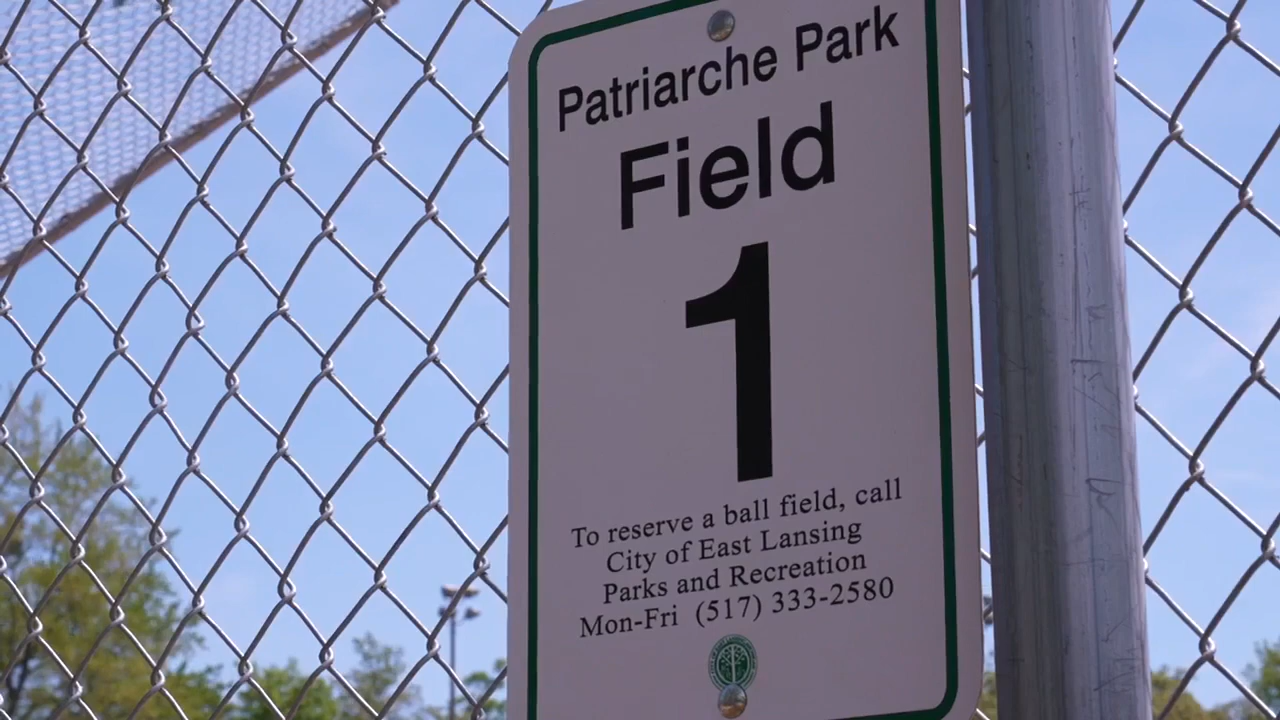 Patriarche Park
Field
1
To reserve a ball field, call
City of East Lansing
Parks and Recreation
Mon-Fri (517) 333-2580